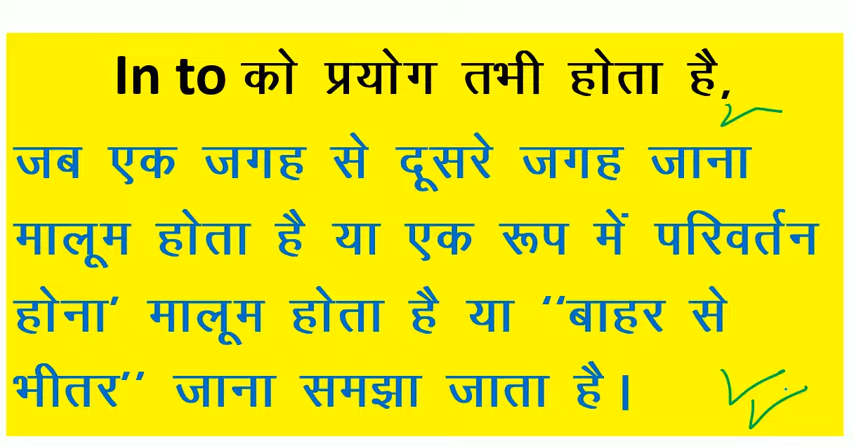 In to को प्रयोग तभी होता है,
जब एक जगह से दूसरे जगह जाना
मालूम होता है या एक रूप में परिवर्तन
होना’ मालूम होता है या ‘‘बाहर से
भीतर’’ जाना समझा जाता है।